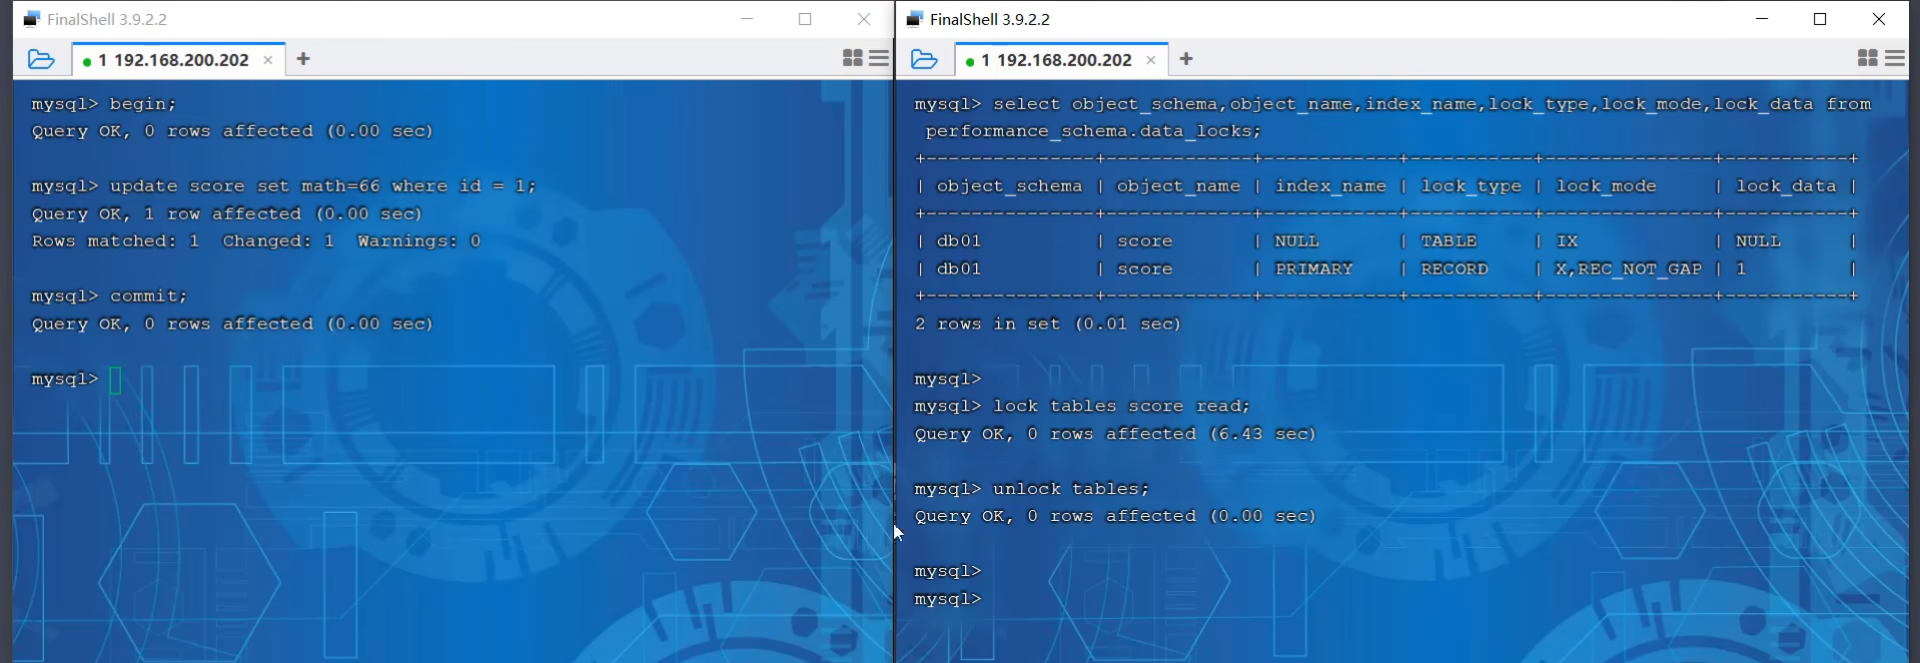 FinalShell 3.9.2.2
1 192.168.200.202
mysql> begin;
Query OK, 0 rows affected (0.00 sec)
mysql> update score set math=66 where id = 1;
Query OK, 1 row affected (0.00 sec)
Rows matched: 1  Changed: 1  Warnings: 0
mysql> commit;
Query OK, 0 rows affected (0.00 sec)
mysql>
FinalShell 3.9.2.2
1 192.168.200.202
mysql> select object_schema,object_name,index_name,lock_type,lock_mode,lock_data from
performance_schema.data_locks;
+---------------+-------------+------------+-----------+---------------+-----------+
| object_schema | object_name | index_name | lock_type | lock_mode     | lock_data |
+---------------+-------------+------------+-----------+---------------+-----------+
| db01          | score       | NULL       | TABLE     | IX            | NULL      |
| db01          | score       | PRIMARY    | RECORD    | X,REC_NOT_GAP | 1         |
+---------------+-------------+------------+-----------+---------------+-----------+
2 rows in set (0.01 sec)
mysql>
mysql> lock tables score read;
Query OK, 0 rows affected (6.43 sec)
mysql> unlock tables;
Query OK, 0 rows affected (0.00 sec)
mysql>
mysql>